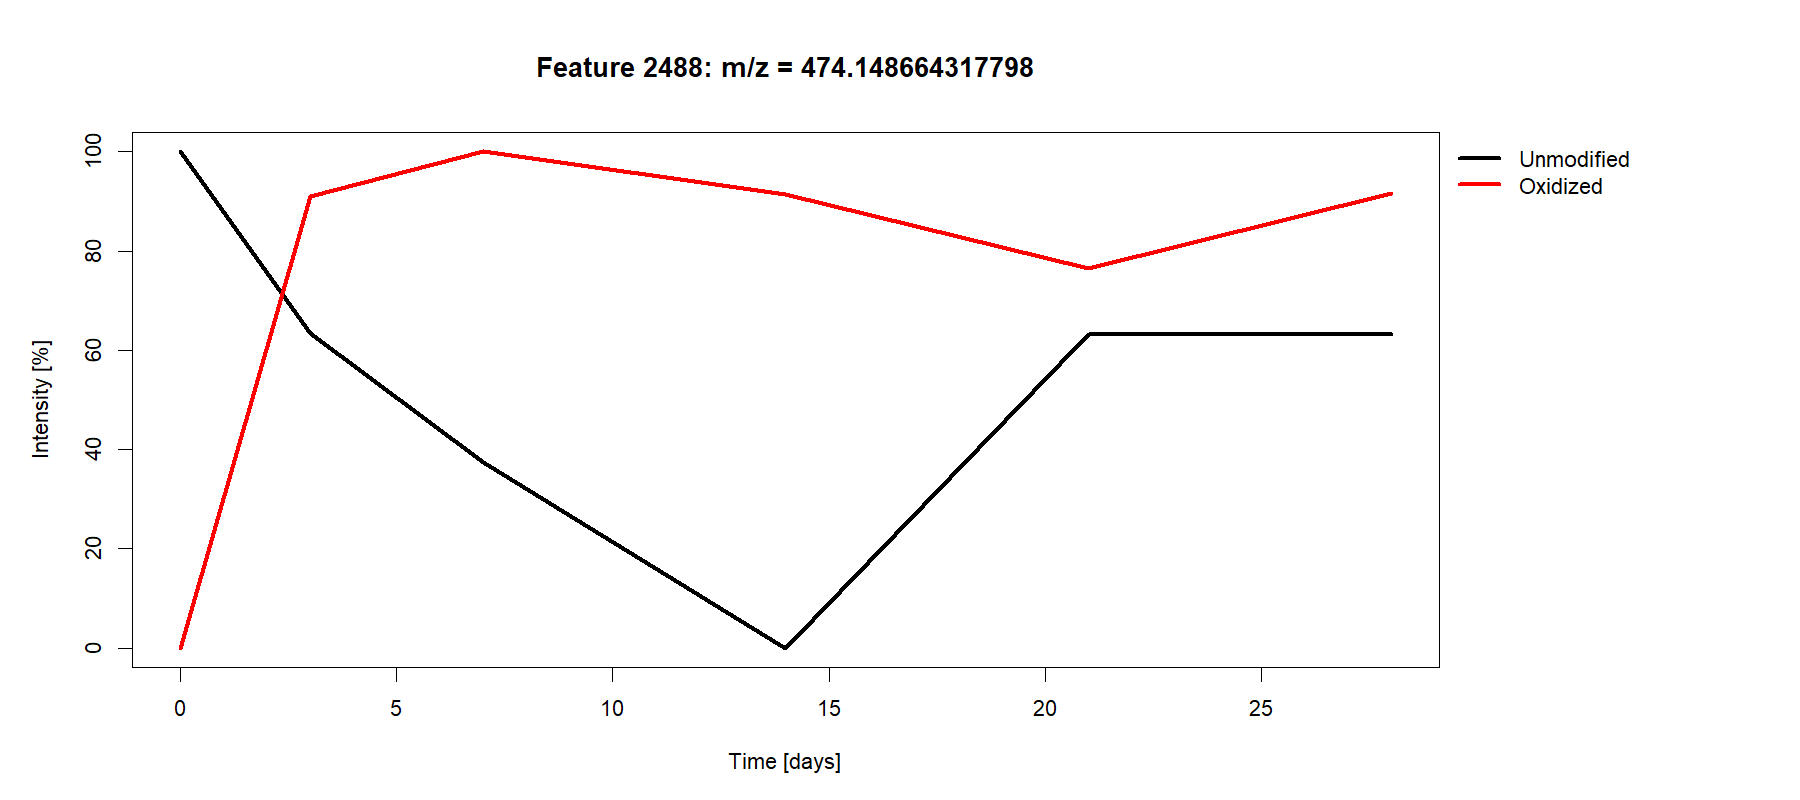 Feature 2488: m/z = 474.148664317798
Unmodified
Oxidized
Intensity [%]
100
80
60
40
20
0
0 5 10 15 20 25
Time [days]